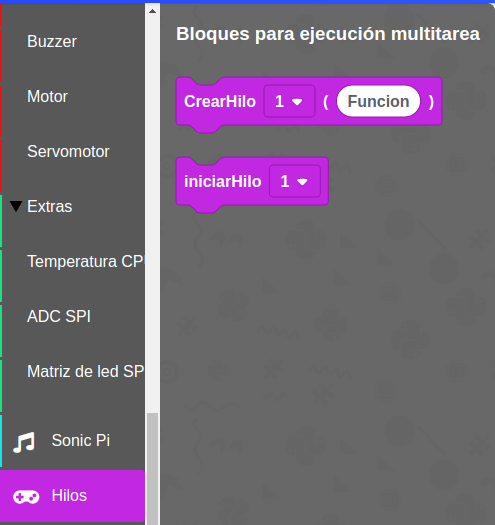 Buzzer
Motor
Servomotor
Extras
Temperatura CPU
ADC SPI
Matriz de led SP
Sonic Pi
Hilos
Bloques para ejecución multitarea
CrearHilo 1 ( Funcion )
iniciarHilo 1